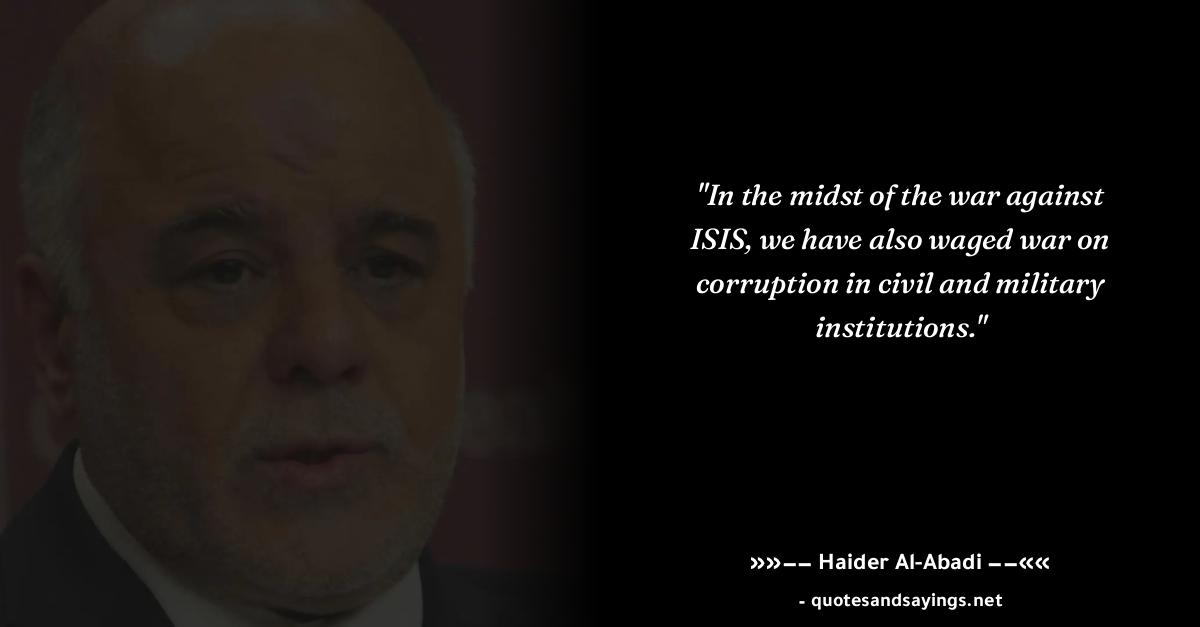 "In the midst of the war against
ISIS, we have also waged war on
corruption in civil and military
institutions."
»»–– Haider Al-Abadi ––««
- quotesandsayings.net